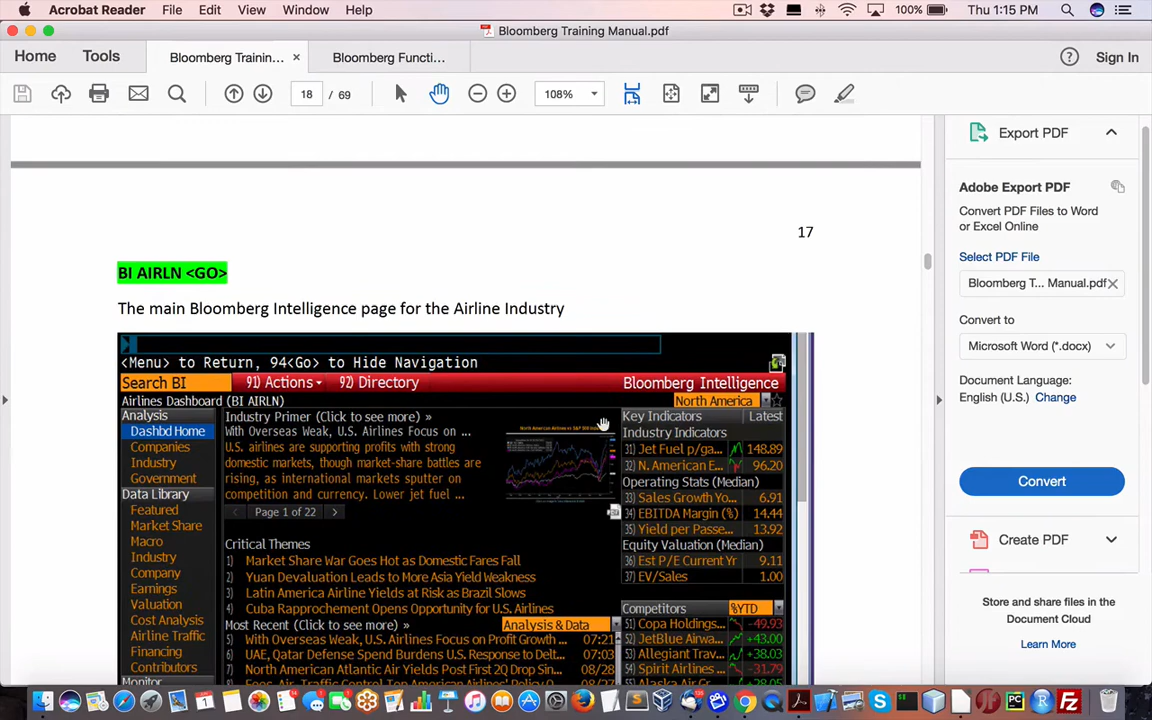 Acrobat Reader File Edit View Window Help 100% Thu 1:15 PM
Bloomberg Training Manual.pdf
Home Tools Bloomberg Trainin... × Bloomberg Functi... Sign In
18 / 69 108%
Export PDF
Adobe Export PDF
Convert PDF Files to Word
or Excel Online
Select PDF File
Bloomberg T... Manual.pdf
Convert to
Microsoft Word (*.docx)
Document Language:
English (U.S.) Change
Convert
Create PDF
Store and share files in the
Document Cloud
Learn More
17
BI AIRLN <GO>
The main Bloomberg Intelligence page for the Airline Industry
<Menu> to Return, 94<Go> to Hide Navigation
Search BI 91) Actions 92) Directory Bloomberg Intelligence
Airlines Dashboard (BI AIRLN) North America
Analysis
Dashbd Home
Companies
Industry
Government
Data Library
Featured
Market Share
Macro
Industry
Company
Earnings
Valuation
Cost Analysis
Airline Traffic
Financing
Contributors
Monitor
Industry Primer (Click to see more) »
With Overseas Weak, U.S. Airlines Focus on ...
U.S. airlines are supporting profits with strong
domestic markets, though market-share battles are
rising, as international markets sputter on
competition and currency. Lower jet fuel ...
Page 1 of 22
Critical Themes
1) Market Share War Goes Hot as Domestic Fares Fall
2) Yuan Devaluation Leads to More Asia Yield Weakness
3) Latin America Airline Yields at Risk as Brazil Slows
4) Cuba Rapprochement Opens Opportunity for U.S. Airlines
Most Recent (Click to see more) » Analysis & Data
5) With Overseas Weak, U.S. Airlines Focus on Profit Growth ... 07:21
6) UAE, Qatar Defense Spend Burdens U.S. Response to Delt... 07:03
7) North American Atlantic Air Yields Post First 2Q Drop Sin... 08/28
Key Indicators Latest
Industry Indicators
31) Jet Fuel p/ga... 148.89
32) N. American E... 96.20
Operating Stats (Median)
33) Sales Growth Yo... 6.91
34) EBITDA Margin (%) 14.44
35) Yield per Passe... 13.92
Equity Valuation (Median)
36) Est P/E Current Yr 9.11
37) EV/Sales 1.00
Competitors %YTD
51) Copa Holdings... -49.93
52) JetBlue Airwa... +43.00
53) Allegiant Trav... +38.03
54) Spirit Airlines ... -31.79